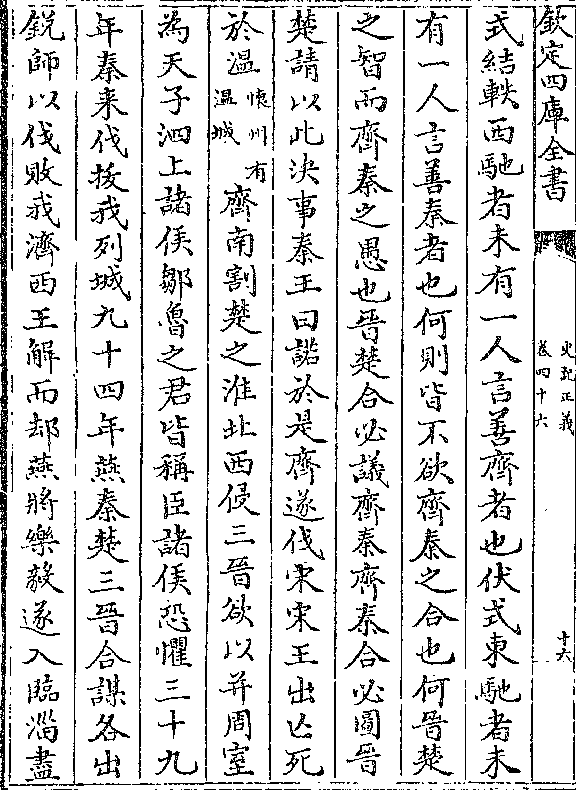 欽定四庫全書
史記正義
卷四十六
十六
式結軼西馳者未有一人言善齊者也伏式東馳者未
有一人言善秦者也何則皆不欲齊秦之合也何晉楚
之智而齊秦之愚也晉楚合必議齊秦齊秦合必圖晉
楚請以此決事秦王曰諾於是齊遂伐宋宋王出亡死
於溫懷州有溫城齊南割楚之淮北西侵三晉欲以并周室
為天子泗上諸侯鄒魯之君皆稱臣諸侯恐懼三十九
年秦来伐拔我列城九十四年燕秦楚三晉合謀各出
銳師以伐敗我濟西王解而却燕將樂毅遂入臨淄盡